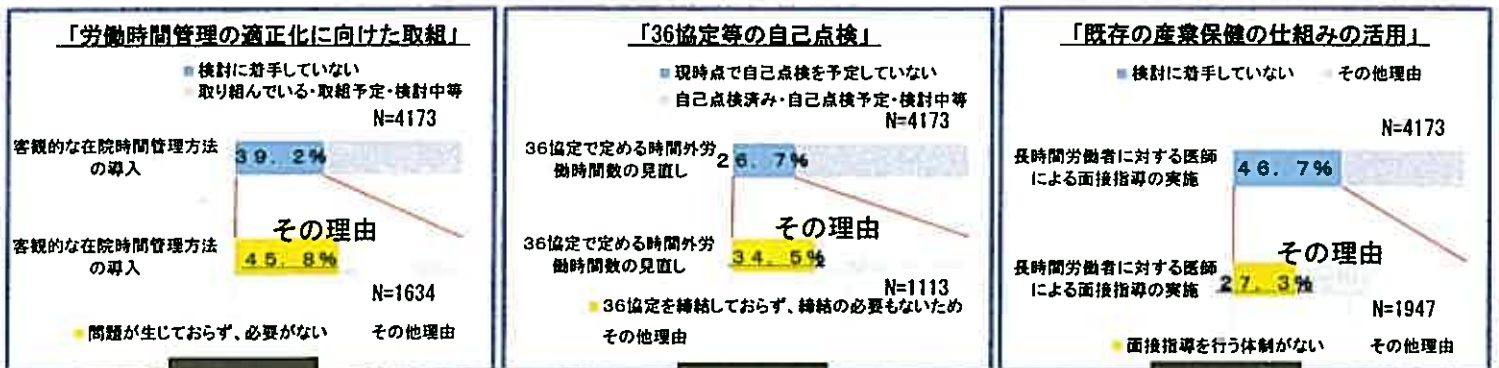 「労働時間管理の適正化に向けた取組」
検討に着手していない
取り組んでいる・取組予定・検討中等
N=4173
客観的な在院時間管理方法
の導入
39.2%
その理由
客観的な在院時間管理方法
の導入
45.8%
N=1634
問題が生じておらず、必要がない その他理由
「36協定等の自己点検」
現時点で自己点検を予定していない
自己点検済み・自己点検予定・検討中等
N=4173
36協定で定める時間外労
働時間数の見直し
26.7%
その理由
36協定で定める時間外労
働時間数の見直し
34.5%
N=1113
36協定を締結しておらず、締結の必要もないため
その他理由
「既存の産業保健の仕組みの活用」
検討に着手していない その他理由
N=4173
長時間労働者に対する医師
による面接指導の実施
46.7%
その理由
長時間労働者に対する医師
による面接指導の実施
27.3%
N=1947
面接指導を行う体制がない その他理由